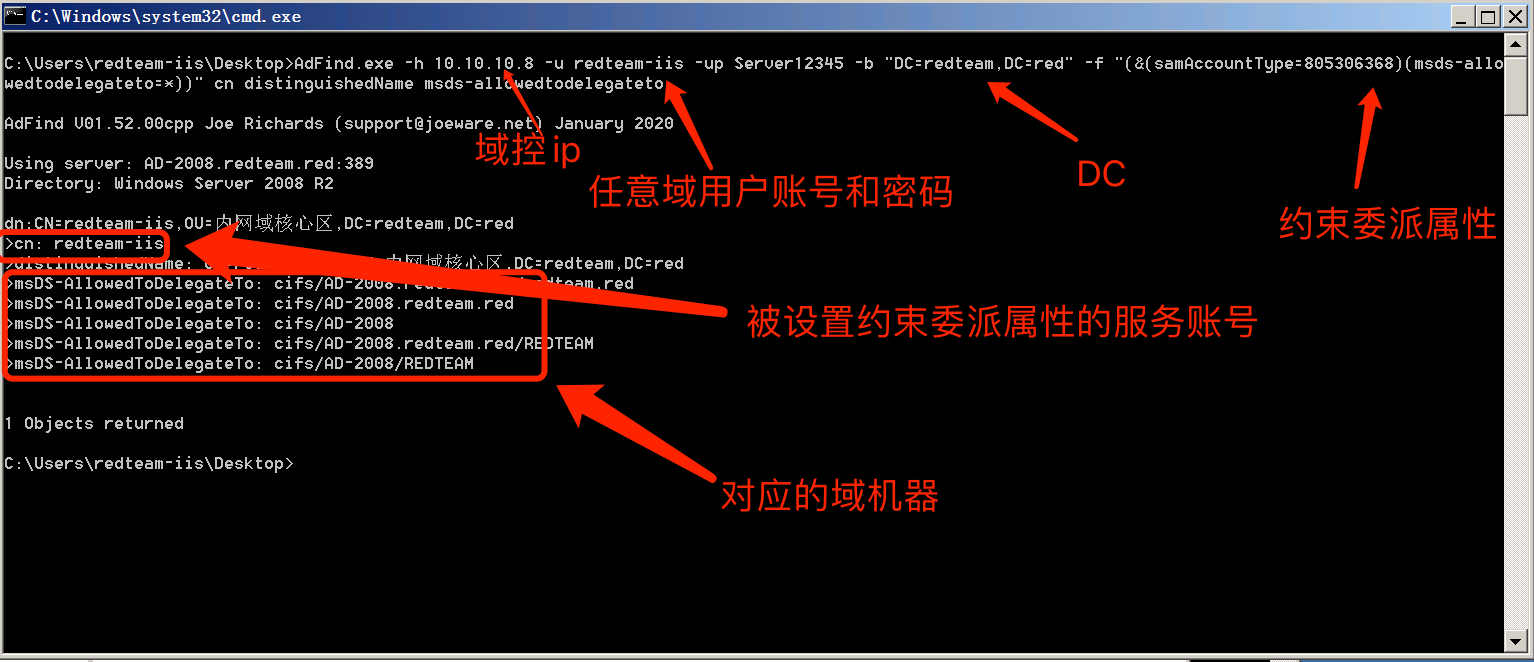 C:\Windows\system32\cmd.exe
C:\Users\redteam-iis\Desktop>AdFind.exe -h 10.10.10.8 -u redteam-iis -up Server12345 -b "DC=redteam,DC=red" -f "(&(samAccountType=805306368)(msds-allo
wedtodelegateto=*))" cn distinguishedName msds-allowedtodelegateto
AdFind V01.52.00cpp Joe Richards (support@joeware.net) January 2020
域控ip
Using server: AD-2008.redteam.red:389
Directory: Windows Server 2008 R2
DC
任意域用户账号和密码
约束委派属性
dn:CN=redteam-iis,OU=内网域核心区,DC=redteam,DC=red
>cn: redteam-iis
>distinguishedName: 内网域核心区,DC=redteam,DC=red
>msDS-AllowedToDelegateTo: cifs/AD-2008.redteam.red
>msDS-AllowedToDelegateTo: cifs/AD-2008.redteam.red
>msDS-AllowedToDelegateTo: cifs/AD-2008
被设置约束委派属性的服务账号
>msDS-AllowedToDelegateTo: cifs/AD-2008.redteam.red/REDTEAM
>msDS-AllowedToDelegateTo: cifs/AD-2008/REDTEAM
1 Objects returned
C:\Users\redteam-iis\Desktop>
对应的域机器